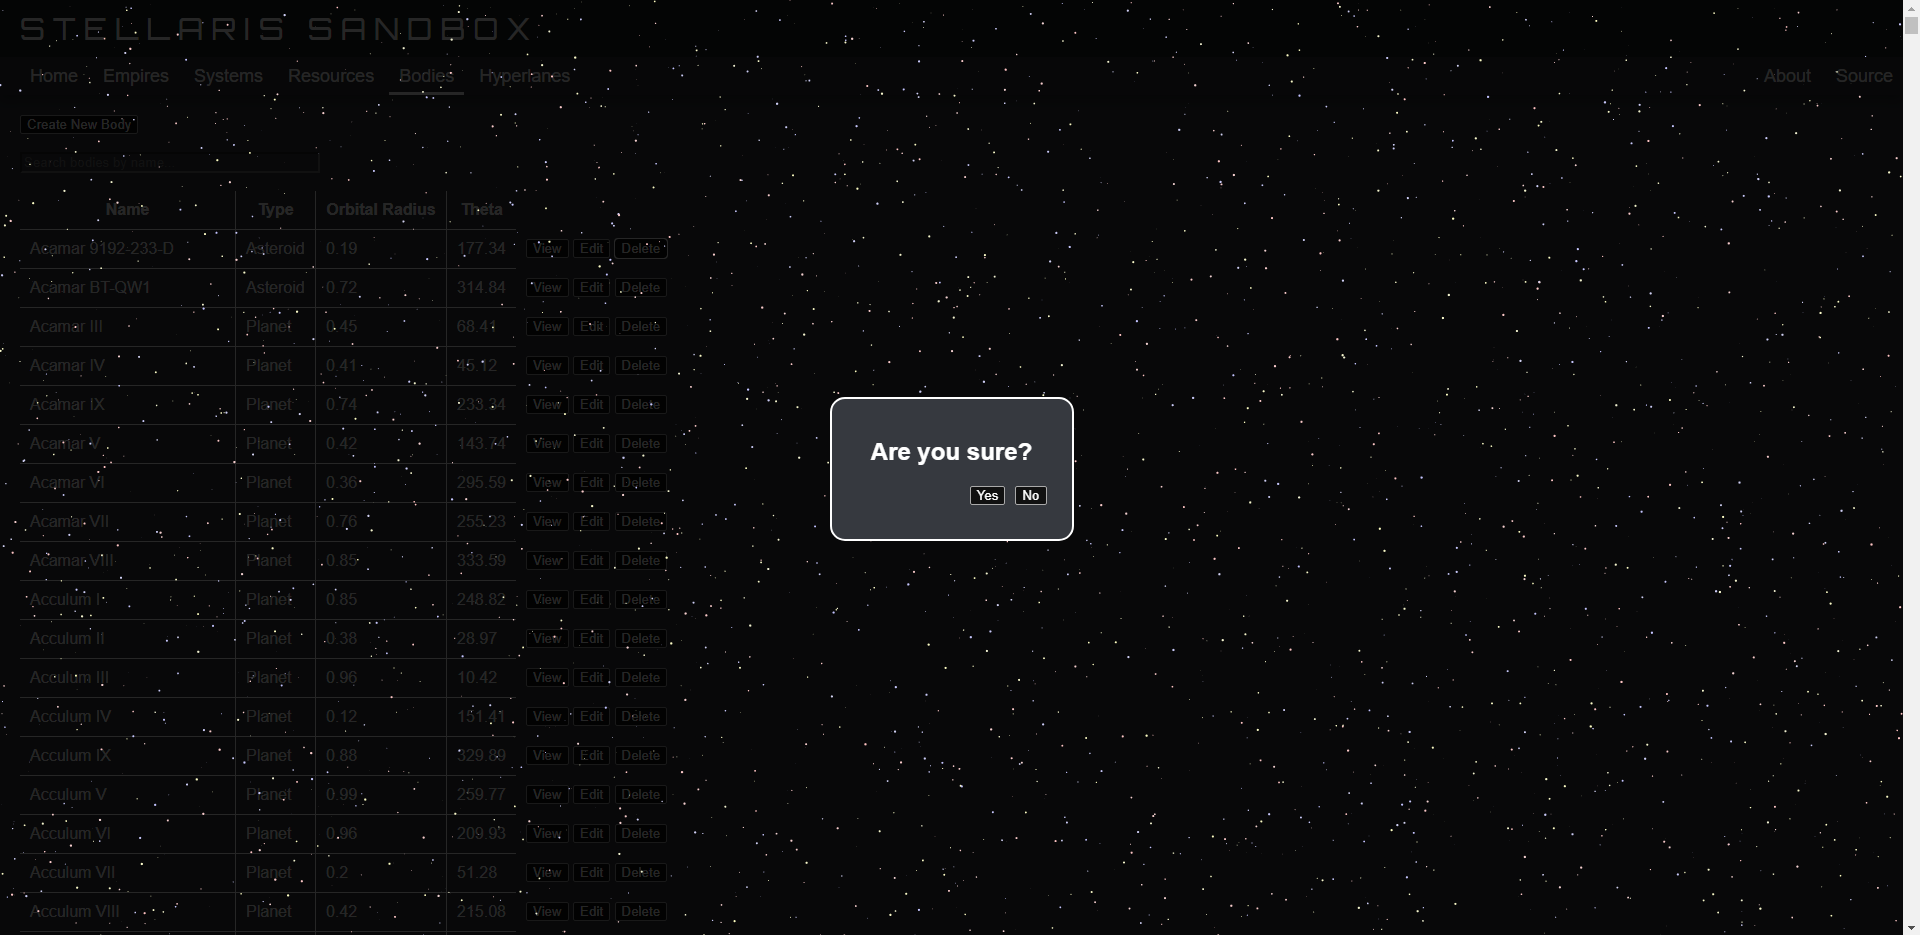 STELLARIS SANDBOX
Home Empires Systems Resources Bodies Hyperlanes About Source
Create New Body
Search bodies by name...
Name Type Orbital Radius Theta
Acamar 9192-233-D Asteroid 0.19 177.34 View Edit Delete
Acamar BT-QW1 Asteroid 0.72 314.84 View Edit Delete
Acamar III Planet 0.45 68.41 View Edit Delete
Acamar IV Planet 0.41 45.12 View Edit Delete
Acamar IX Planet 0.74 233.34 View Edit Delete
Acamar V Planet 0.42 143.74 View Edit Delete
Acamar VI Planet 0.36 295.59 View Edit Delete
Acamar VII Planet 0.76 255.23 View Edit Delete
Acamar VIII Planet 0.85 333.59 View Edit Delete
Acculum I Planet 0.85 248.82 View Edit Delete
Acculum II Planet 0.38 28.97 View Edit Delete
Acculum III Planet 0.96 10.42 View Edit Delete
Acculum IV Planet 0.12 151.41 View Edit Delete
Acculum IX Planet 0.88 329.89 View Edit Delete
Acculum V Planet 0.99 259.77 View Edit Delete
Acculum VI Planet 0.96 209.93 View Edit Delete
Acculum VII Planet 0.2 51.28 View Edit Delete
Acculum VIII Planet 0.42 215.08 View Edit Delete
Are you sure?
Yes No